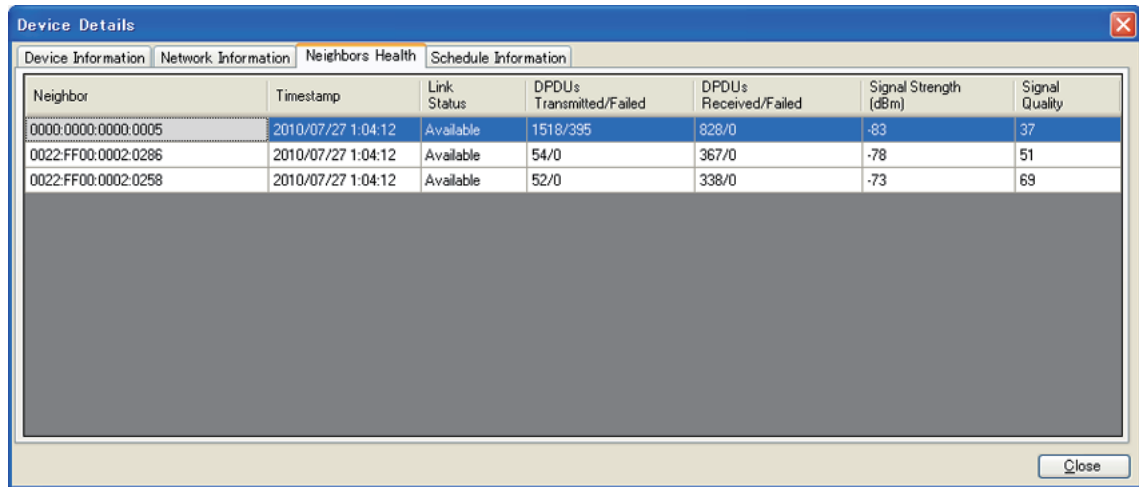 Device Details
Device Information Network Information Neighbors Health Schedule Information
Neighbor Timestamp Link Status DPDUs Transmitted/Failed DPDUs Received/Failed Signal Strength (dBm) Signal Quality
0000:0000:0000:0005 2010/07/27 1:04:12 Available 1518/395 828/0 -83 37
0022:FF00:0002:0286 2010/07/27 1:04:12 Available 54/0 367/0 -78 51
0022:FF00:0002:0258 2010/07/27 1:04:12 Available 52/0 338/0 -73 69
Close